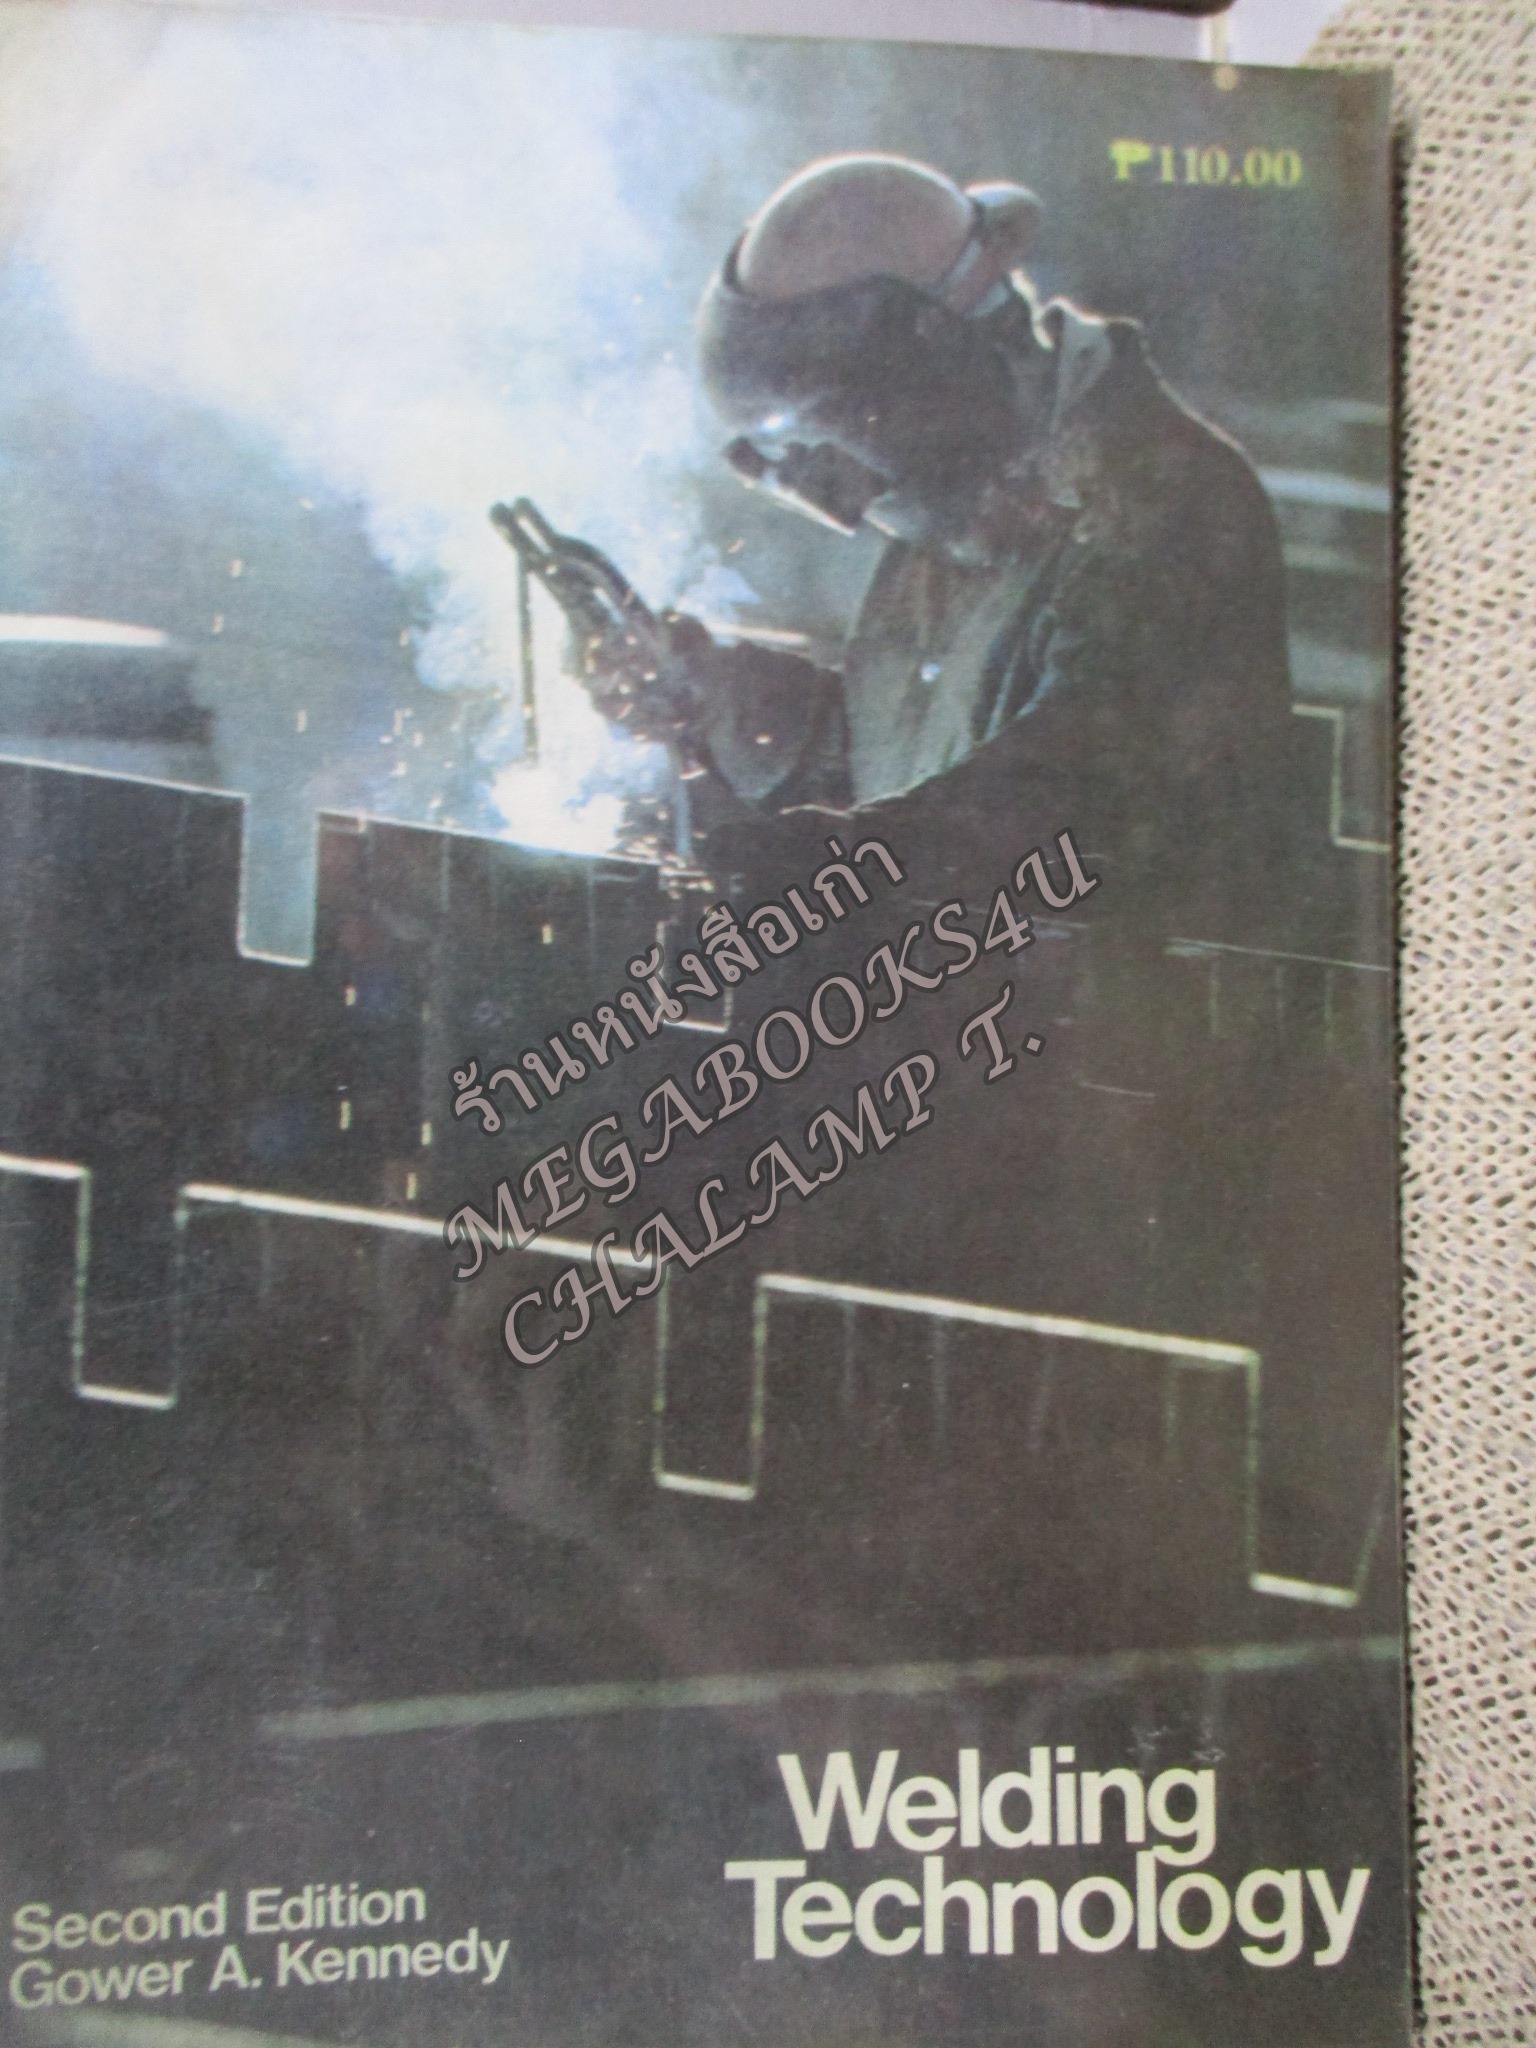 ₱110.00
ร้านหนังสือเก่า
MEGABOOKS4U
CHALAMP T.
Welding
Technology
Second Edition
Gower A. Kennedy